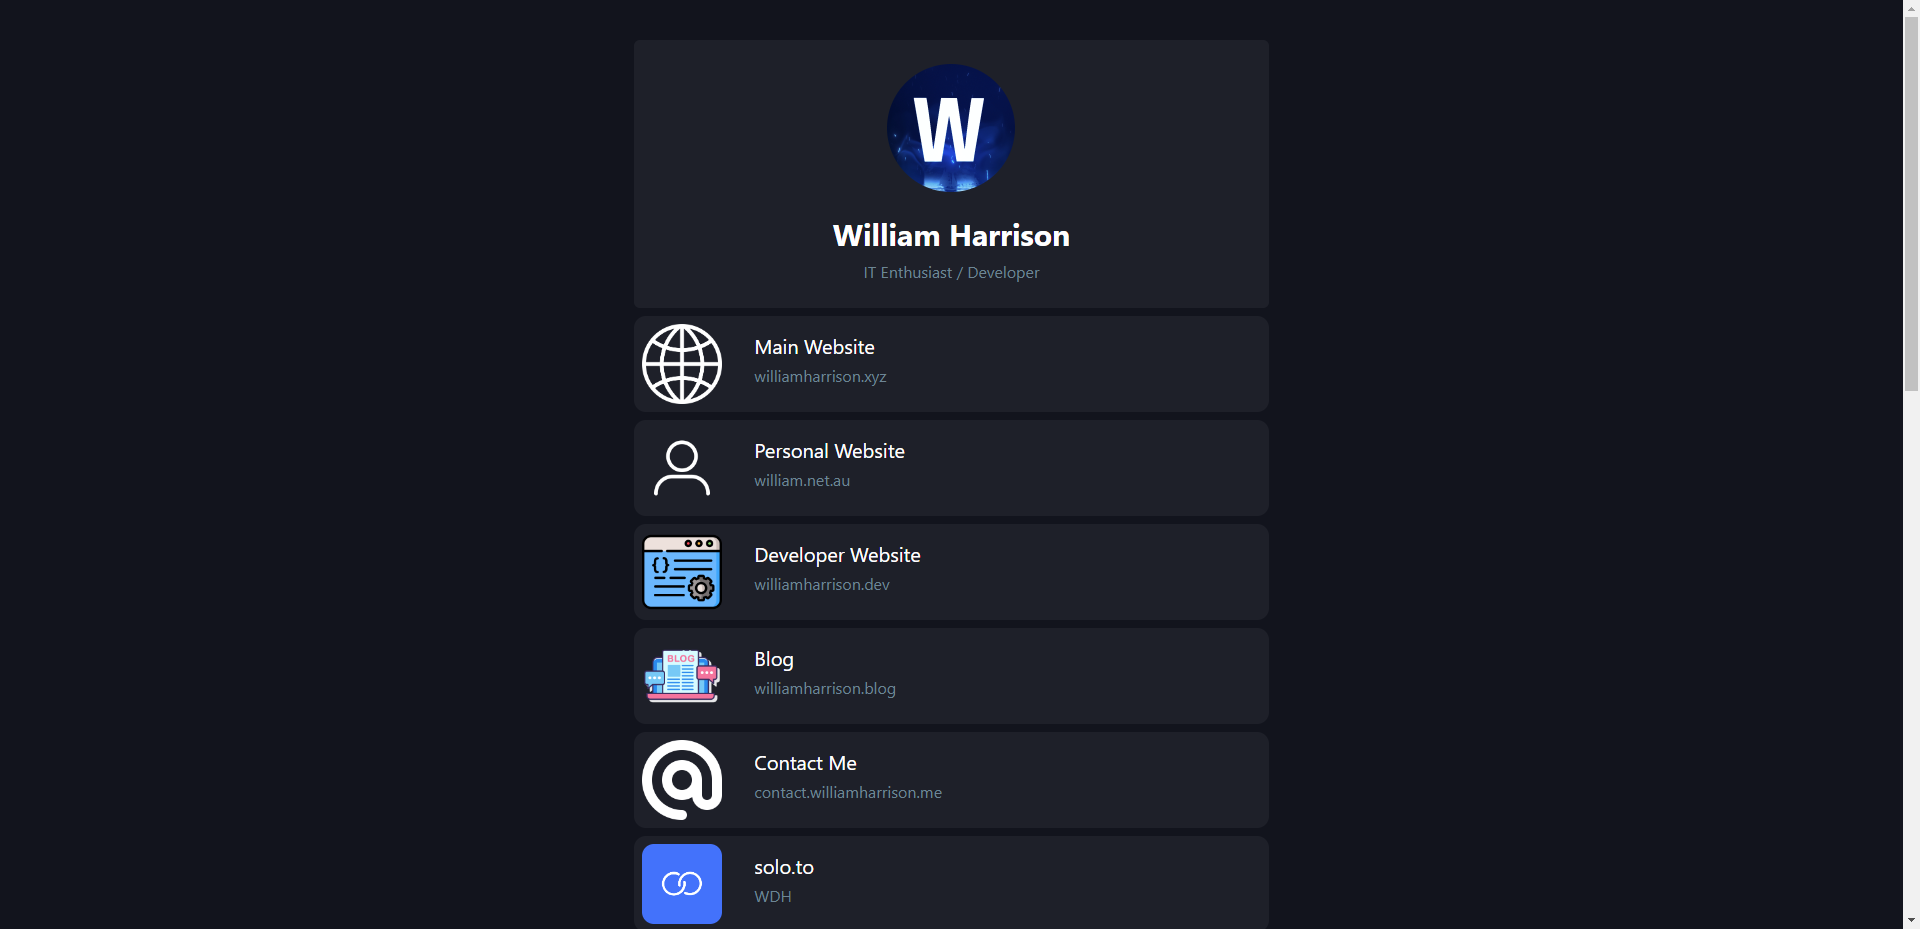 W
William Harrison
IT Enthusiast / Developer
Main Website
williamharrison.xyz
Personal Website
william.net.au
Developer Website
williamharrison.dev
BLOG
Blog
williamharrison.blog
Contact Me
contact.williamharrison.me
solo.to
WDH